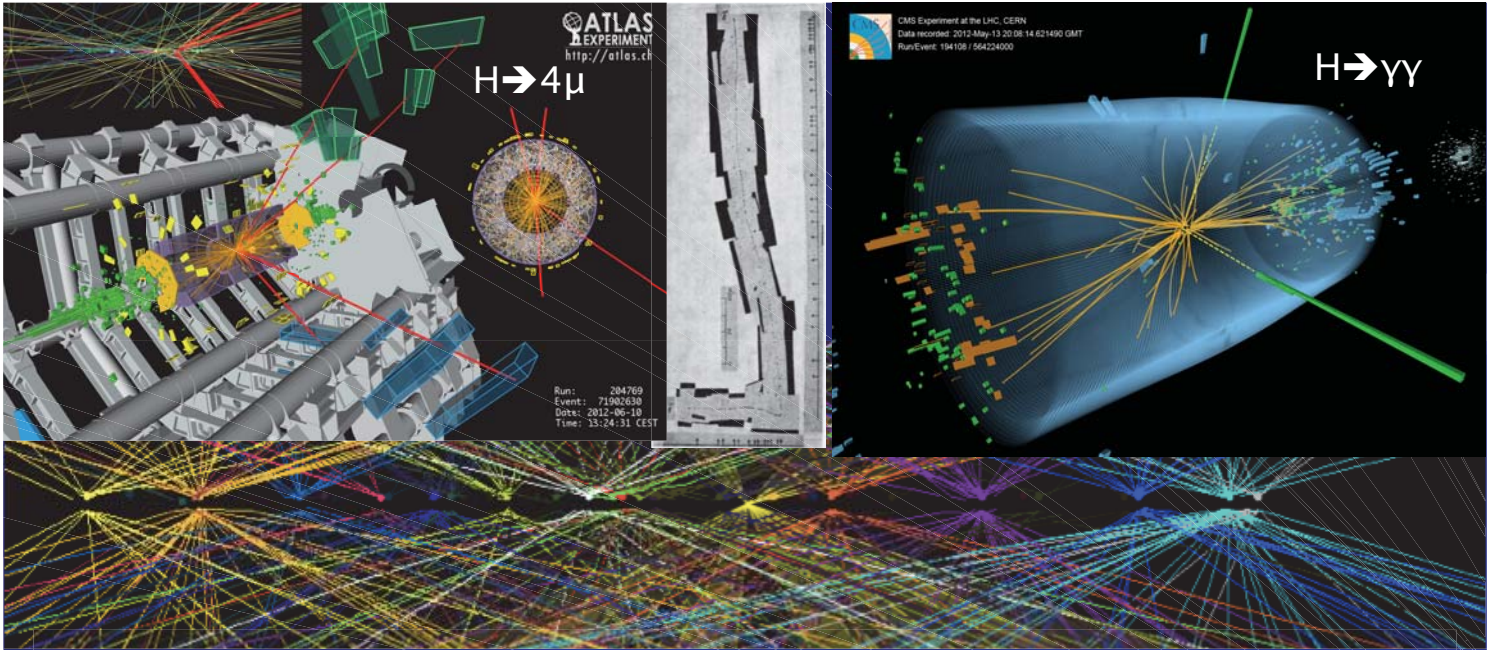 ATLAS
EXPERIMENT
http://atlas.ch
H➔4μ
Run: 204769
Event: 71902630
Date: 2012-06-10
Time: 13:24:31 CEST
CMS
CMS Experiment at the LHC, CERN
Data recorded: 2012-May-13 20:08:14.621490 GMT
Run/Event: 194108 / 564224000
H➔γγ